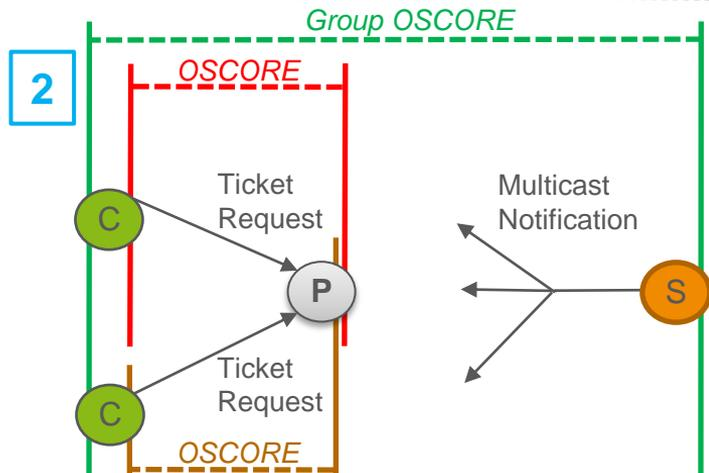 Group OSCORE
2
OSCORE
C
Ticket
Request
Multicast
Notification
P
S
C
Ticket
Request
OSCORE